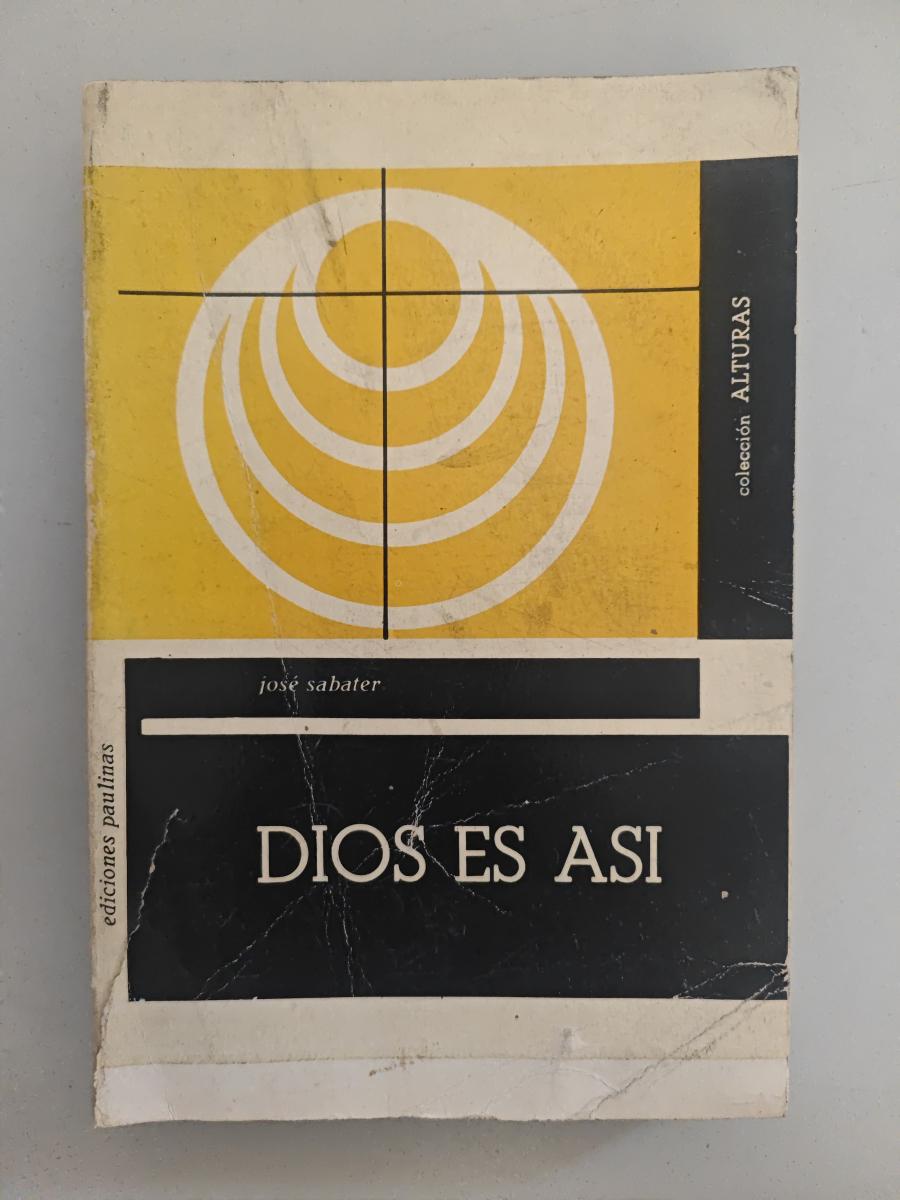 colección ALTURAS
josé sabater
ediciones paulinas
DIOS ES ASI